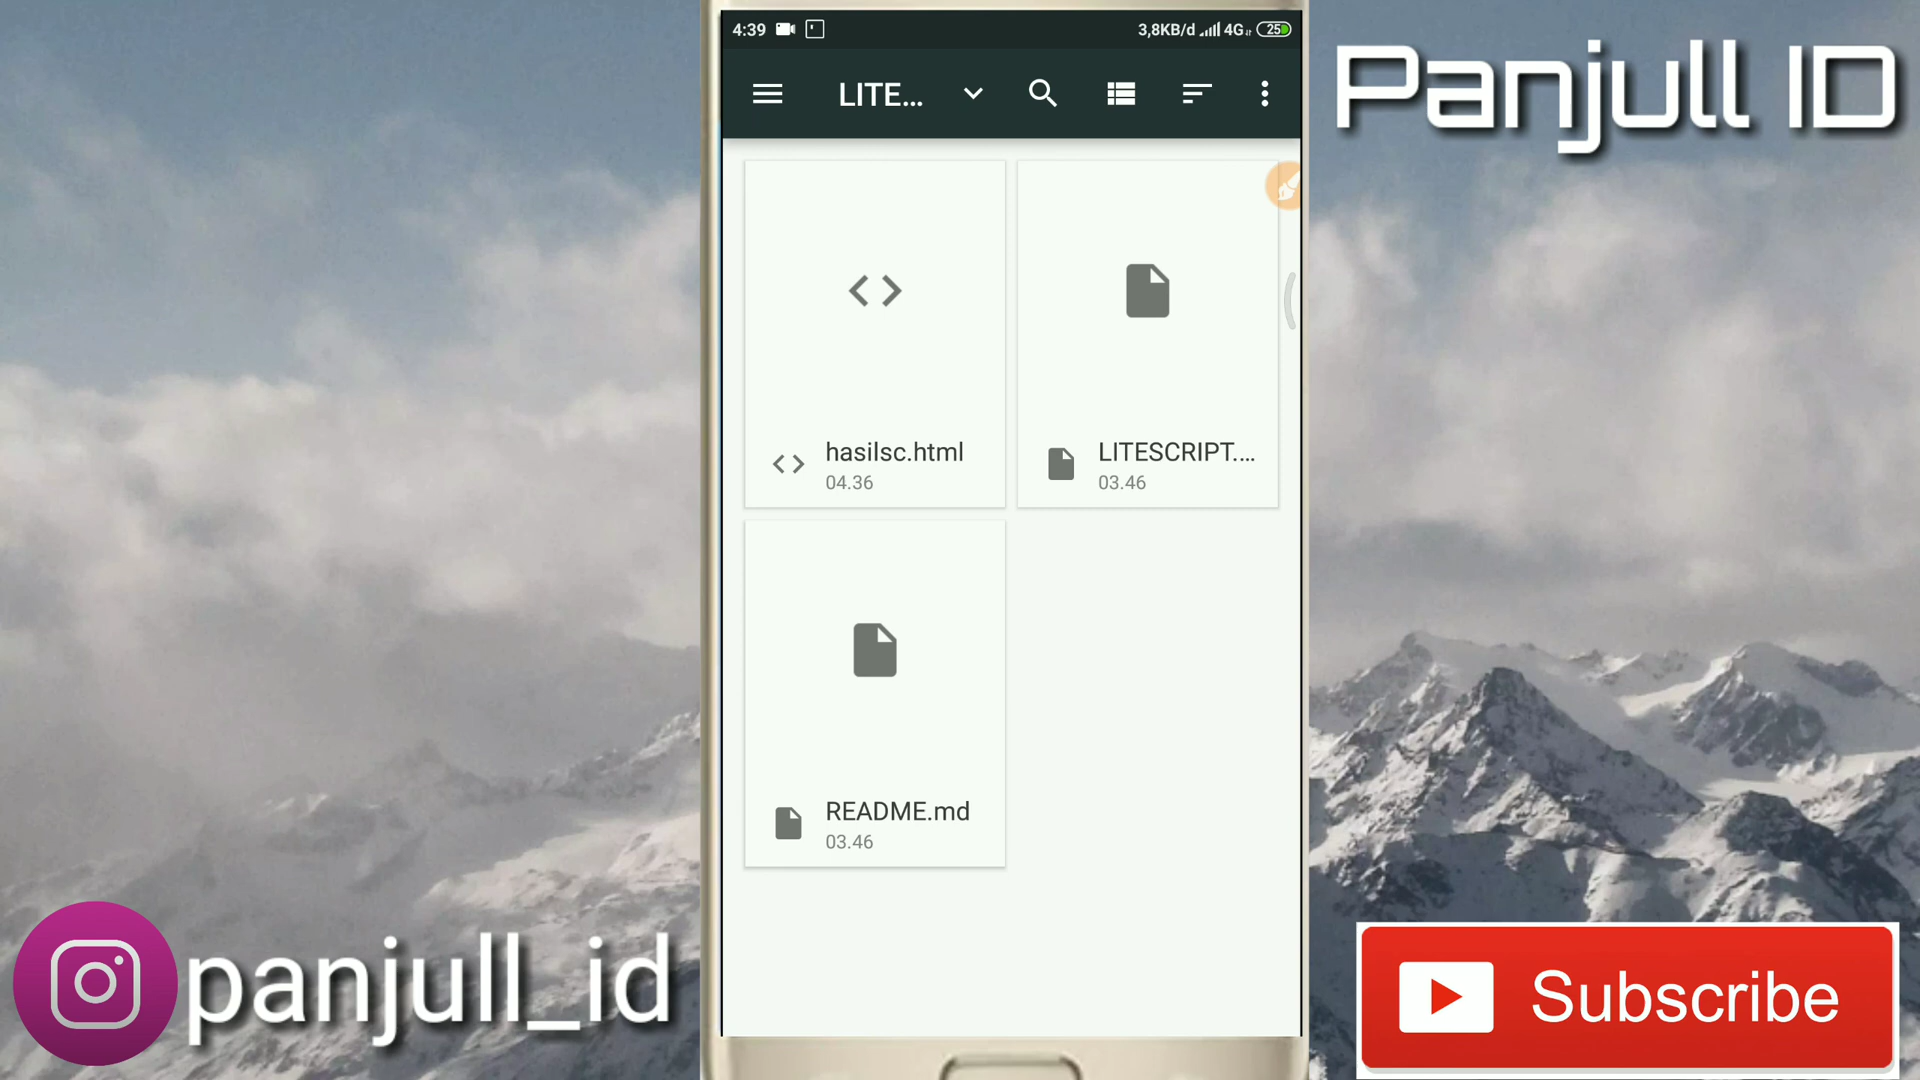 4:39
3,8KB/d 4G 25
LITE...
hasilsc.html
04.36
LITESCRIPT....
03.46
README.md
03.46
Panjull ID
panjull_id
Subscribe